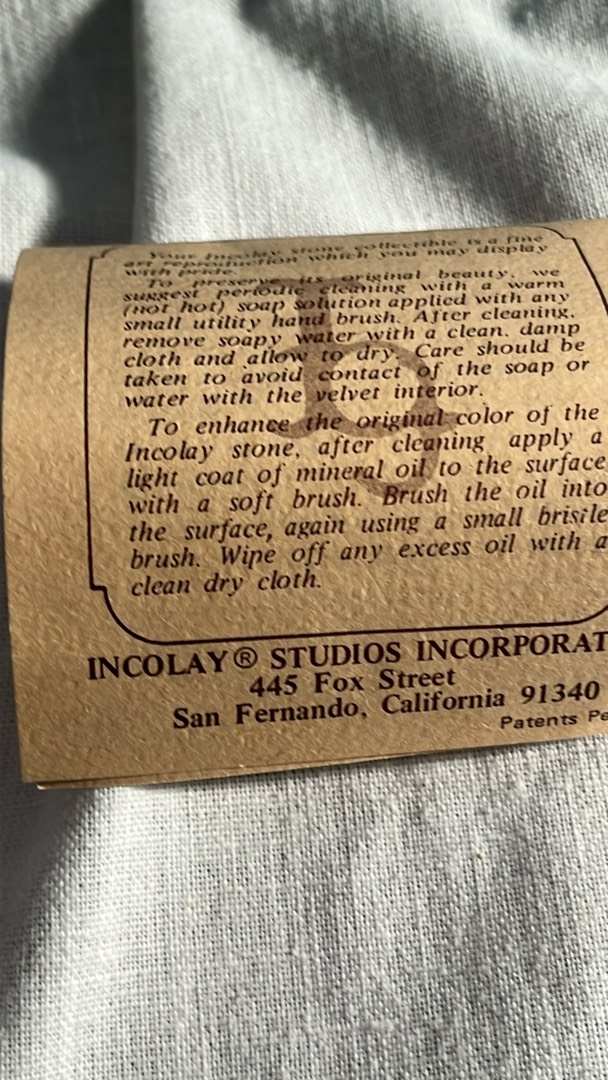 Your Incolay stone collectible is a fine
art reproduction which you may display
with pride.
To preserve its original beauty, we
suggest periodic cleaning with a warm
(not hot) soap solution applied with any
small utility hand brush. After cleaning,
remove soapy water with a clean, damp
cloth and allow to dry. Care should be
taken to avoid contact of the soap or
water with the velvet interior.
To enhance the original color of the
Incolay stone, after cleaning apply a
light coat of mineral oil to the surface
with a soft brush. Brush the oil into
the surface, again using a small bristle
brush. Wipe off any excess oil with a
clean dry cloth.
INCOLAY® STUDIOS INCORPORAT
445 Fox Street
San Fernando, California 91340
Patents Pe